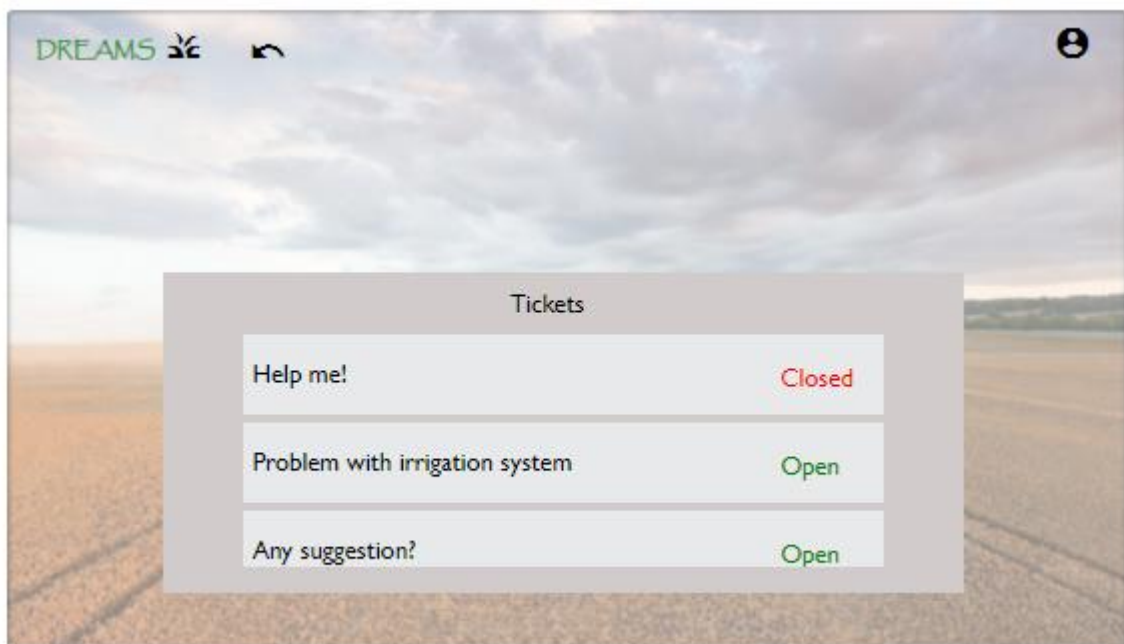 DREAMS
Tickets
Help me! Closed
Problem with irrigation system Open
Any suggestion? Open